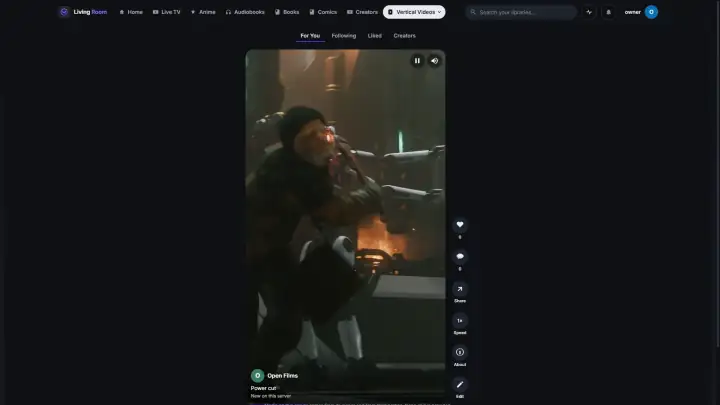 Living Room
Home
Live TV
Anime
Audiobooks
Books
Comics
Creators
Vertical Videos
Search your libraries...
owner
O
For You
Following
Liked
Creators
0
0
Share
1×
Speed
About
Edit
O
Open Films
Power cut
New on this server